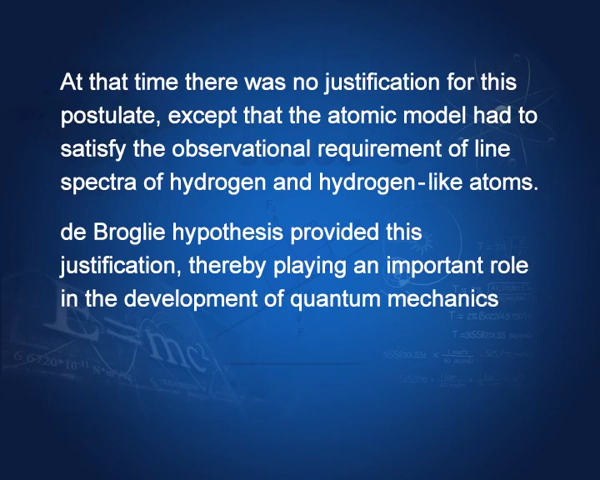 At that time there was no justification for this
postulate, except that the atomic model had to
satisfy the observational requirement of line
spectra of hydrogen and hydrogen-like atoms.
de Broglie hypothesis provided this
justification, thereby playing an important role
in the development of quantum mechanics
E=mc²